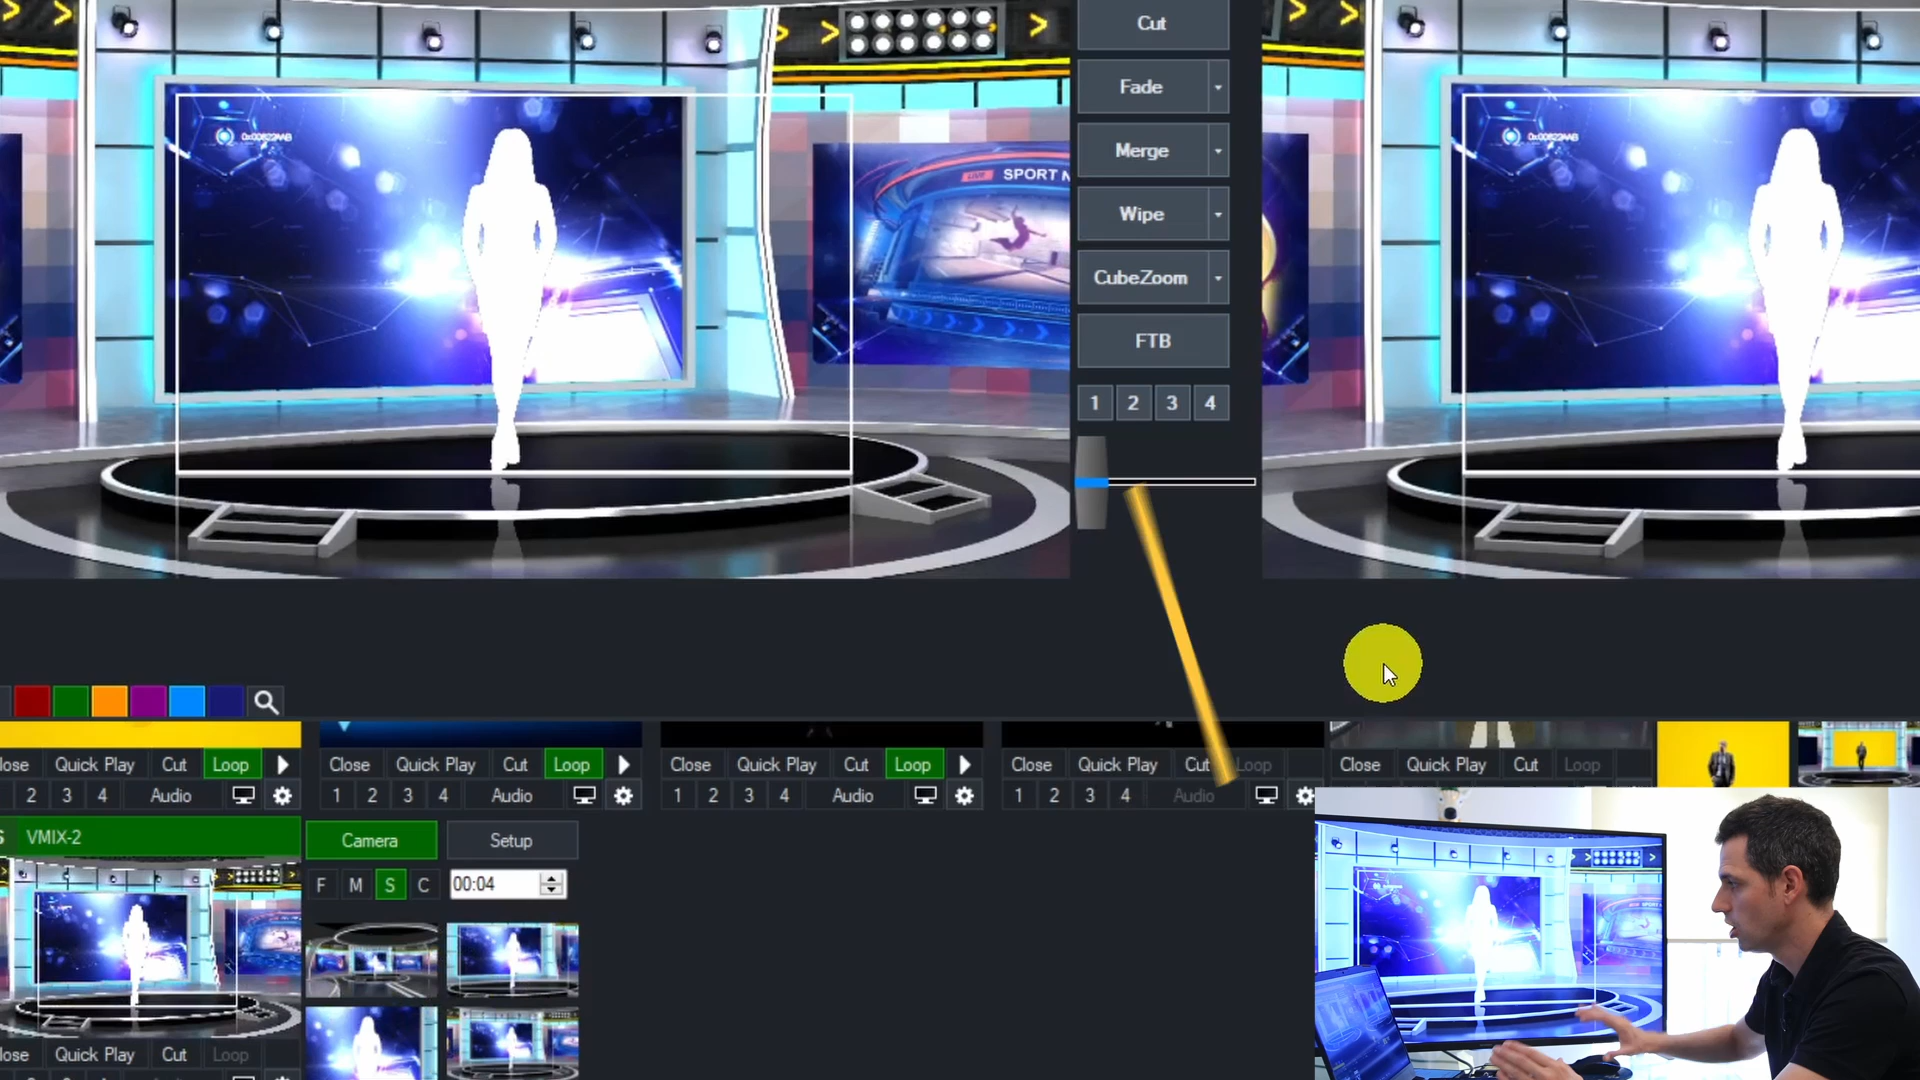 Cut
Fade
Merge
Wipe
CubeZoom
FTB
1 2 3 4
0x00822AAB
LIVE SPORT N
0x00822AAB
lose Quick Play Cut Loop
2 3 4 Audio
Close Quick Play Cut Loop
1 2 3 4 Audio
Close Quick Play Cut Loop
1 2 3 4 Audio
Close Quick Play Cut Loop
1 2 3 4 Audio
Close Quick Play Cut Loop
S VMIX-2
Camera Setup
F M S C 00:04
lose Quick Play Cut Loop